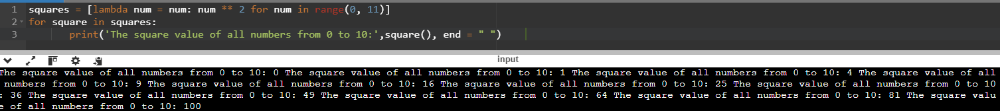 1 squares = [lambda num = num: num ** 2 for num in range(0, 11)]
2 for square in squares:
3 print('The square value of all numbers from 0 to 10:',square(), end = " ")
input
The square value of all numbers from 0 to 10: 0 The square value of all numbers from 0 to 10: 1 The square value of all numbers from 0 to 10: 4 The square value of all
numbers from 0 to 10: 9 The square value of all numbers from 0 to 10: 16 The square value of all numbers from 0 to 10: 25 The square value of all numbers from 0 to 10
: 36 The square value of all numbers from 0 to 10: 49 The square value of all numbers from 0 to 10: 64 The square value of all numbers from 0 to 10: 81 The square valu
e of all numbers from 0 to 10: 100